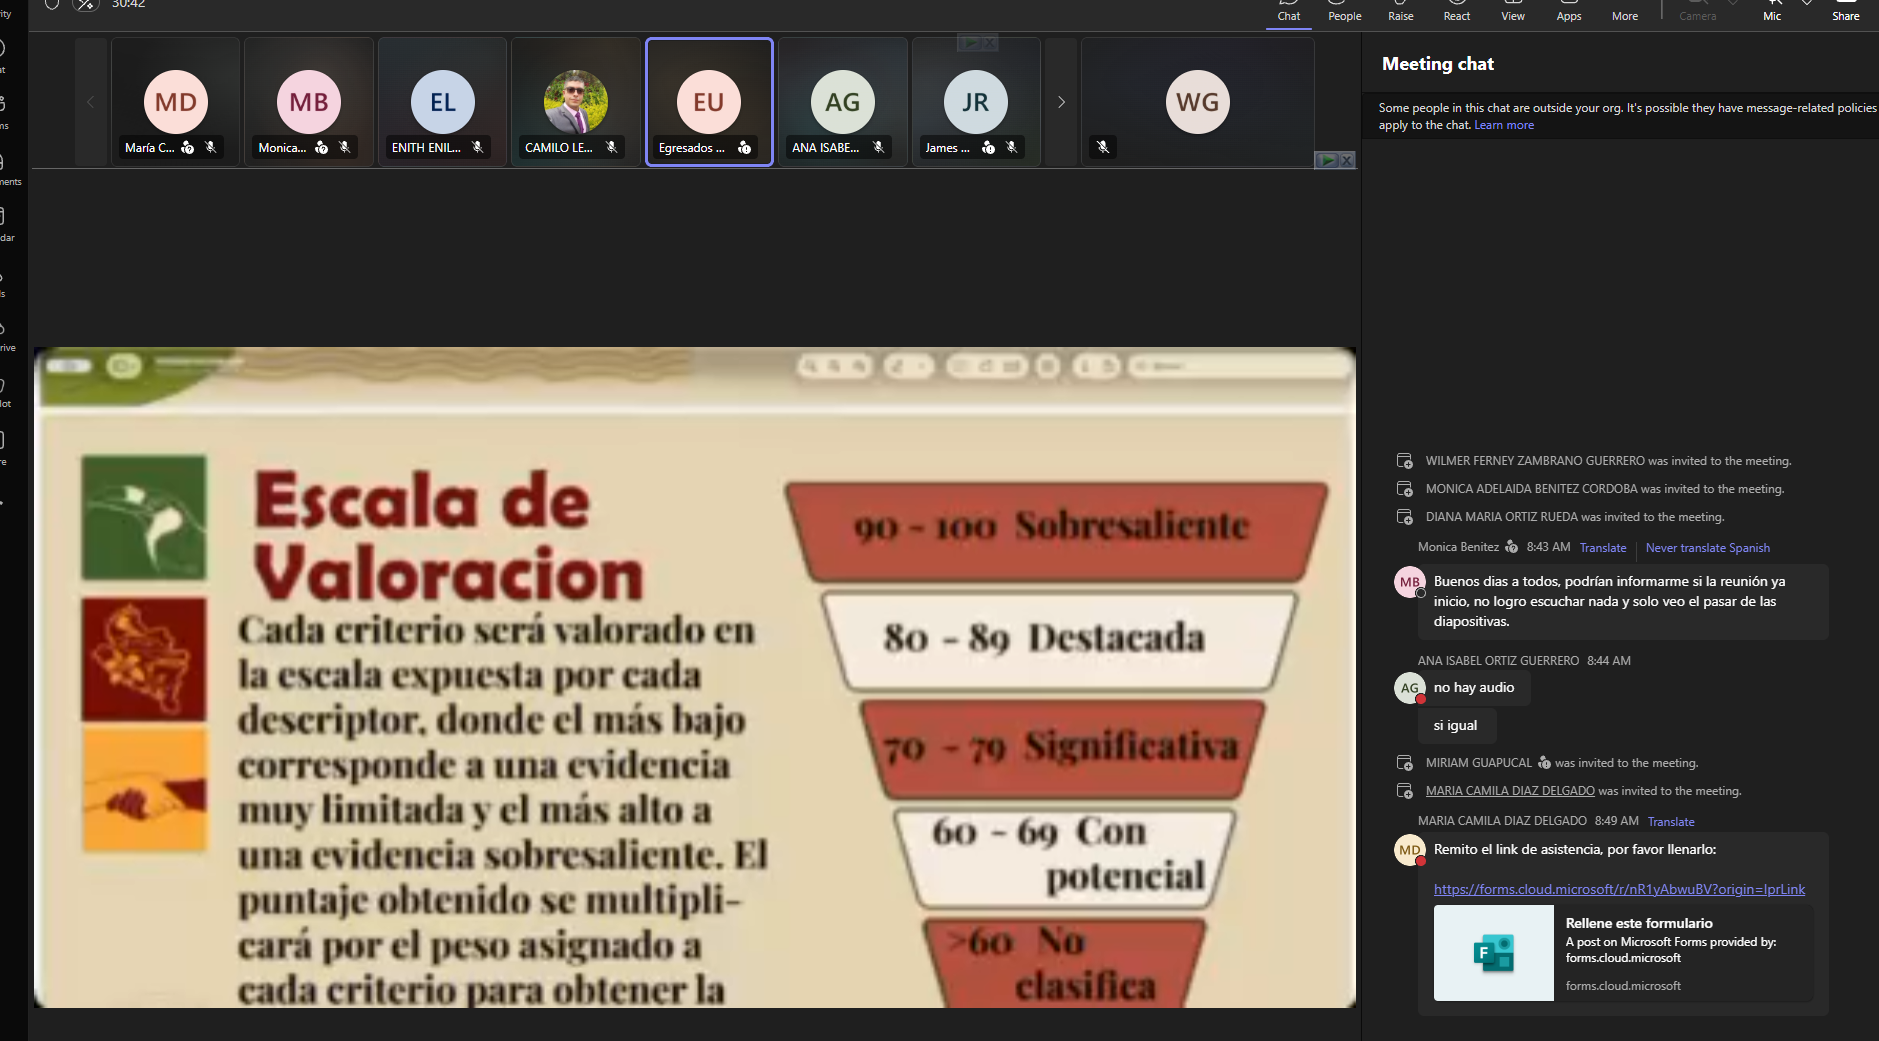 30:42
Chat
People
Raise
React
View
Apps
More
Camera
Mic
Share
MD
María C...
MB
Monica...
EL
ENITH ENIL...
CAMILO LE...
EU
Egresados ...
AG
ANA ISABE...
JR
James ...
WG
Escala de
Valoracion
Cada criterio será valorado en
la escala expuesta por cada
descriptor, donde el más bajo
corresponde a una evidencia
muy limitada y el más alto a
una evidencia sobresaliente. El
puntaje obtenido se multipli-
cará por el peso asignado a
cada criterio para obtener la
90 - 100 Sobresaliente
80 - 89 Destacada
70 - 79 Significativa
60 - 69 Con
potencial
>60 No
clasifica
Meeting chat
Some people in this chat are outside your org. It's possible they have message-related policies
apply to the chat. Learn more
WILMER FERNEY ZAMBRANO GUERRERO was invited to the meeting.
MONICA ADELAIDA BENITEZ CORDOBA was invited to the meeting.
DIANA MARIA ORTIZ RUEDA was invited to the meeting.
Monica Benitez 8:43 AM Translate Never translate Spanish
MB
Buenos dias a todos, podrían informarme si la reunión ya
inicio, no logro escuchar nada y solo veo el pasar de las
diapositivas.
ANA ISABEL ORTIZ GUERRERO 8:44 AM
AG
no hay audio
si igual
MIRIAM GUAPUCAL was invited to the meeting.
MARIA CAMILA DIAZ DELGADO was invited to the meeting.
MARIA CAMILA DIAZ DELGADO 8:49 AM Translate
MD
Remito el link de asistencia, por favor llenarlo:
https://forms.cloud.microsoft/r/nR1yAbwuBV?origin=lprLink
Rellene este formulario
A post on Microsoft Forms provided by:
forms.cloud.microsoft
forms.cloud.microsoft